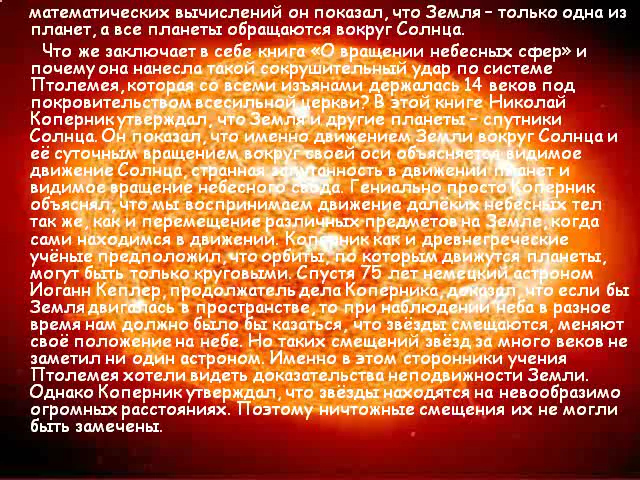 математических вычислений он показал, что Земля – только одна из
планет, а все планеты обращаются вокруг Солнца.
Что же заключает в себе книга «О вращении небесных сфер» и
почему она нанесла такой сокрушительный удар по системе
Птолемея, которая со всеми изъянами держалась 14 веков под
покровительством всесильной церкви? В этой книге Николай
Коперник утверждал, что Земля и другие планеты – спутники
Солнца. Он показал, что именно движением Земли вокруг Солнца и
её суточным вращением вокруг своей оси объясняется видимое
движение Солнца, странная запутанность в движении планет и
видимое вращение небесного свода. Гениально просто Коперник
объяснял, что мы воспринимаем движение далёких небесных тел
так же, как и перемещение различных предметов на Земле, когда
сами находимся в движений. Коперник как и древнегреческие
учёные предположил, что орбиты, по которым движутся планеты,
могут быть только круговыми. Спустя 75 лет немецкий астроном
Иоганн Кеплер, продолжатель дела Коперника, доказал, что если бы
Земля двигалась в пространстве, то при наблюдении неба в разное
время нам должно было бы казаться, что звёзды смещаются, меняют
своё положение на небе. Но таких смещений звёзд за много веков не
заметил ни один астроном. Именно в этом сторонники учения
Птолемея хотели видеть доказательства неподвижности Земли.
Однако Коперник утверждал, что звёзды находятся на невообразимо
огромных расстояниях. Поэтому ничтожные смещения их не могли
быть замечены.